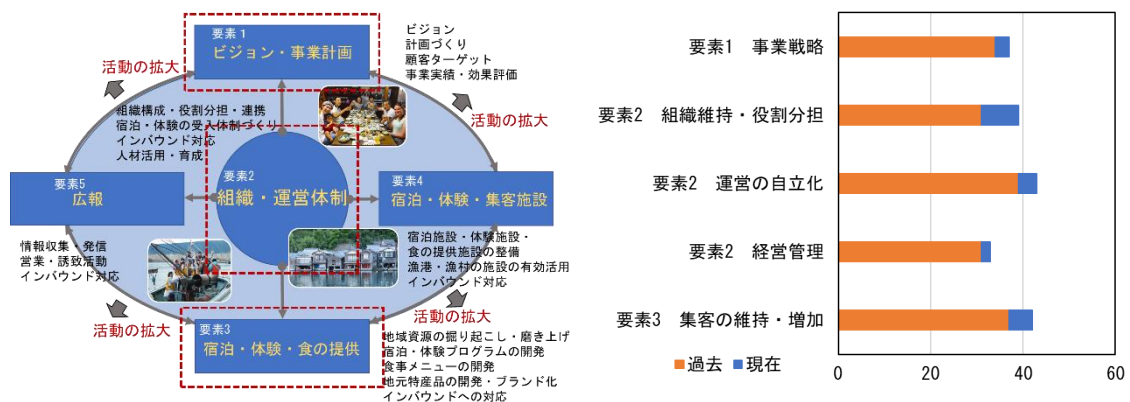 要素1
ビジョン・事業計画
ビジョン
計画づくり
顧客ターゲット
事業実績・効果評価
活動の拡大
活動の拡大
組織構成・役割分担・連携
宿泊・体験の受入体制づくり
インバウンド対応
人材活用・育成
要素5
広報
要素2
組織・運営体制
要素4
宿泊・体験・集客施設
情報収集・発信
営業・誘致活動
インバウンド対応
宿泊施設・体験施設・
食の提供施設の整備
漁港・漁村の施設の有効活用
インバウンド対応
活動の拡大
活動の拡大
要素3
宿泊・体験・食の提供
地域資源の掘り起こし・磨き上げ
宿泊・体験プログラムの開発
食事メニューの開発
地元特産品の開発・ブランド化
インバウンドへの対応
要素1 事業戦略
要素2 組織維持・役割分担
要素2 運営の自立化
要素2 経営管理
要素3 集客の維持・増加
過去 現在
0 20 40 60